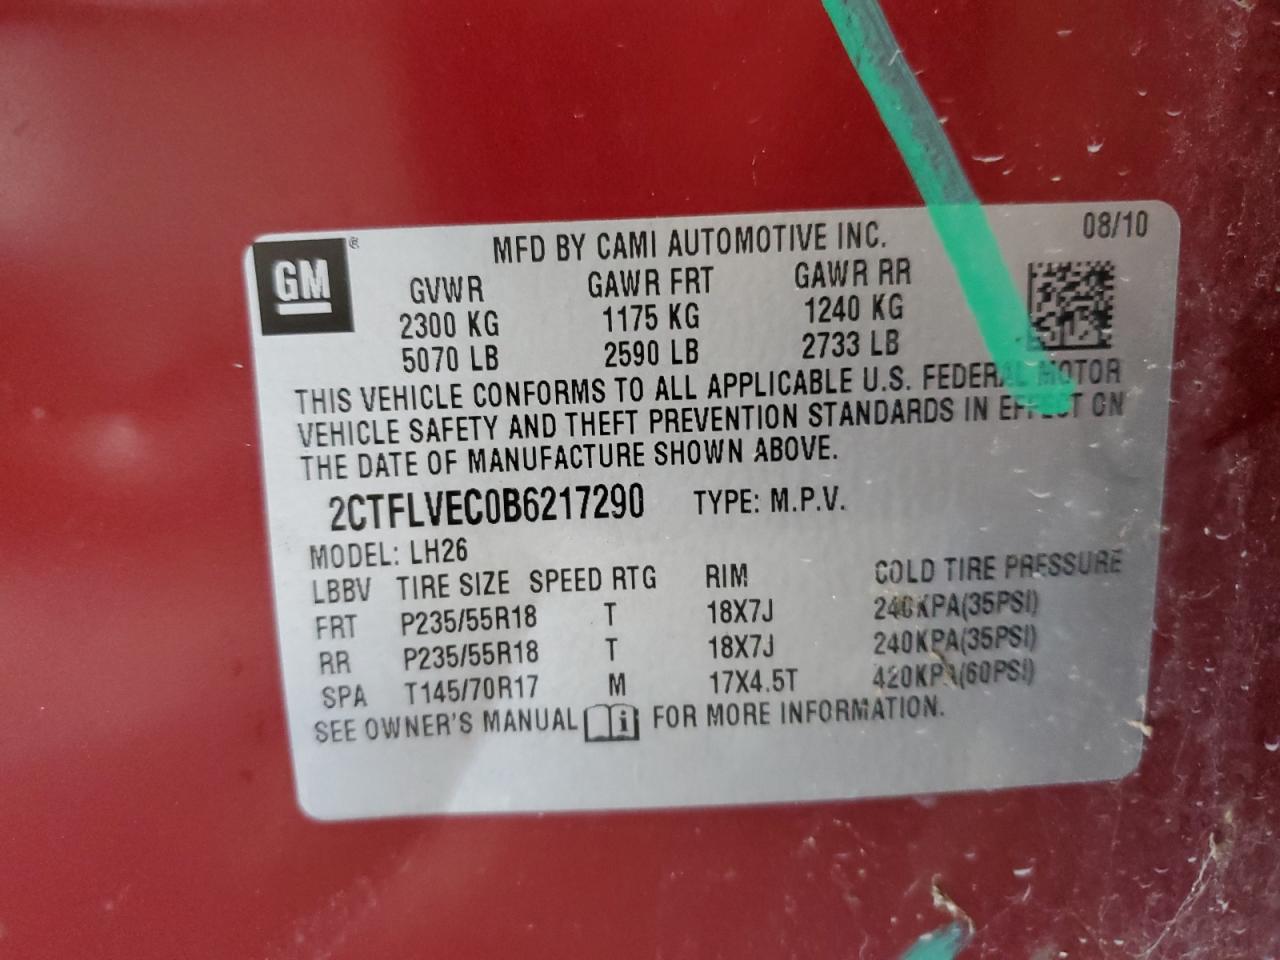 GM ®
MFD BY CAMI AUTOMOTIVE INC. 08/10
GVWR GAWR FRT GAWR RR
2300 KG 1175 KG 1240 KG
5070 LB 2590 LB 2733 LB
THIS VEHICLE CONFORMS TO ALL APPLICABLE U.S. FEDERAL MOTOR
VEHICLE SAFETY AND THEFT PREVENTION STANDARDS IN EFFECT ON
THE DATE OF MANUFACTURE SHOWN ABOVE.
2CTFLVEC0B6217290 TYPE: M.P.V.
MODEL: LH26
LBBV TIRE SIZE SPEED RTG RIM COLD TIRE PRESSURE
FRT P235/55R18 T 18X7J 240KPA(35PSI)
RR P235/55R18 T 18X7J 240KPA(35PSI)
SPA T145/70R17 M 17X4.5T 420KPA(60PSI)
SEE OWNER'S MANUAL i FOR MORE INFORMATION.